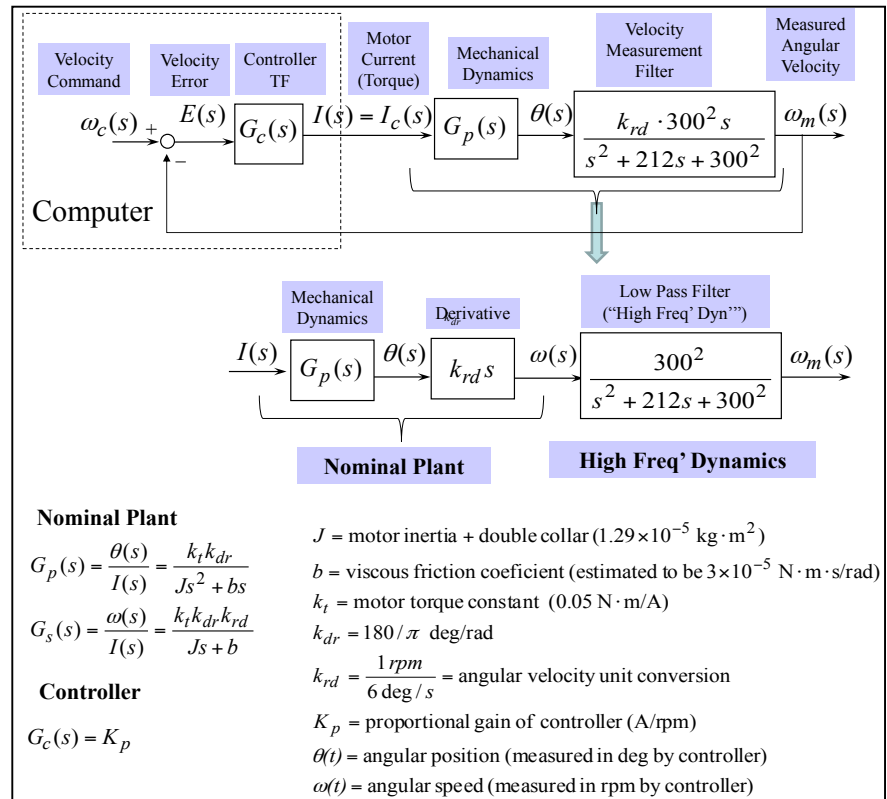 Velocity Command
Velocity Error
Controller TF
Motor Current (Torque)
Mechanical Dynamics
Velocity Measurement Filter
Measured Angular Velocity
ω_c(s) + −
E(s)
G_c(s)
I(s) = I_c(s)
G_p(s)
θ(s)
k_rd · 300² s / (s² + 212s + 300²)
ω_m(s)
Computer
Mechanical Dynamics
Derivative
k_dr
Low Pass Filter ("High Freq' Dyn'")
I(s)
G_p(s)
θ(s)
k_rd s
ω(s)
300² / (s² + 212s + 300²)
ω_m(s)
Nominal Plant
High Freq' Dynamics
Nominal Plant
G_p(s) = θ(s)/I(s) = k_t k_dr / (Js² + bs)
G_s(s) = ω(s)/I(s) = k_t k_dr k_rd / (Js + b)
Controller
G_c(s) = K_p
J = motor inertia + double collar (1.29×10⁻⁵ kg·m²)
b = viscous friction coeficient (estimated to be 3×10⁻⁵ N·m·s/rad)
k_t = motor torque constant (0.05 N·m/A)
k_dr = 180/π deg/rad
k_rd = 1 rpm / 6 deg/s = angular velocity unit conversion
K_p = proportional gain of controller (A/rpm)
θ(t) = angular position (measured in deg by controller)
ω(t) = angular speed (measured in rpm by controller)